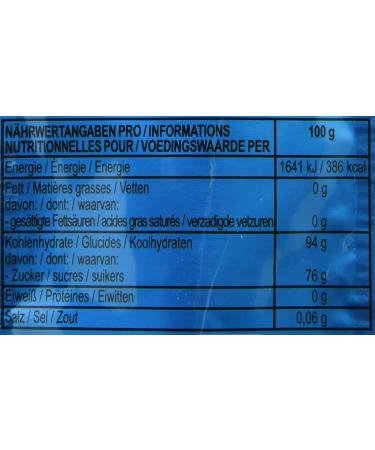 NÄHRWERTANGABEN PRO / INFORMATIONS
NUTRITIONNELLES POUR / VOEDINGSWAARDE PER 100 g
Energie / Énergie / Energie 1641 kJ / 386 kcal
Fett / Matières grasses / Vetten 0 g
davon: / dont: / waarvan:
- gesättigte Fettsäuren / acides gras saturés / verzadigde vetzuren 0 g
Kohlenhydrate / Glucides / Koolhydraten 94 g
davon: / dont: / waarvan:
- Zucker / sucres / suikers 76 g
Eiweiß / Protéines / Eiwitten 0 g
Salz / Sel / Zout 0,06 g